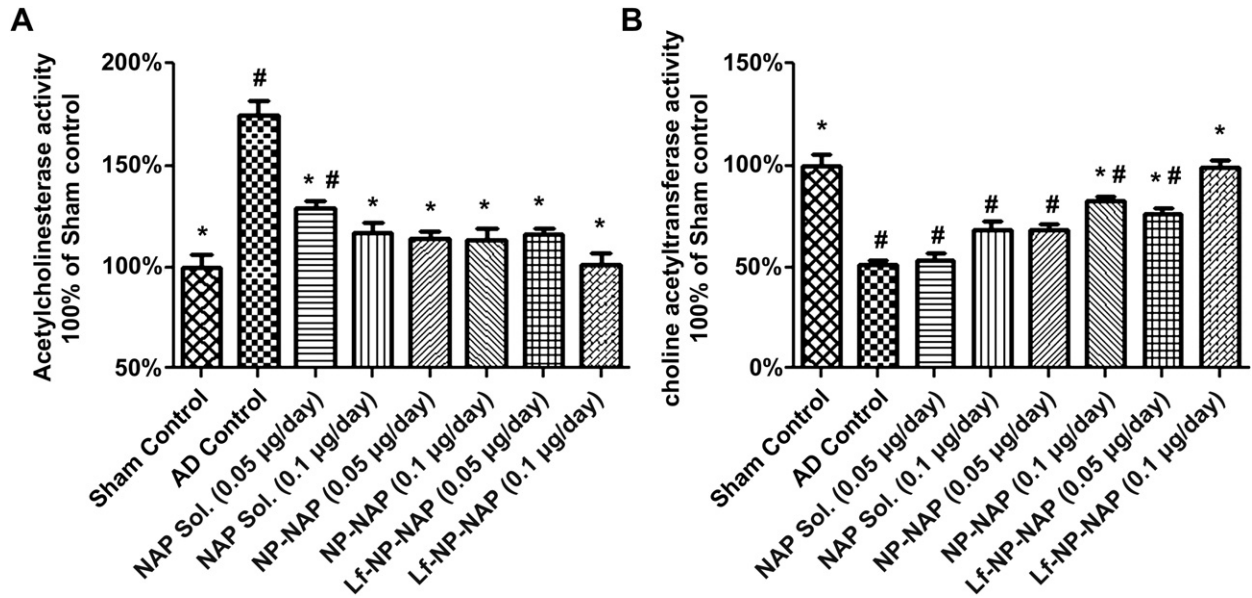 A
Acetylcholinesterase activity
100% of Sham control
200%
150%
100%
50%
*
#
* #
*
*
*
*
*
Sham Control
AD Control
NAP Sol. (0.05 μg/day)
NAP Sol. (0.1 μg/day)
NP-NAP (0.05 μg/day)
NP-NAP (0.1 μg/day)
Lf-NP-NAP (0.05 μg/day)
Lf-NP-NAP (0.1 μg/day)
B
choline acetyltransferase activity
100% of Sham control
150%
100%
50%
0%
*
#
#
#
#
* #
* #
*
Sham Control
AD Control
NAP Sol. (0.05 μg/day)
NAP Sol. (0.1 μg/day)
NP-NAP (0.05 μg/day)
NP-NAP (0.1 μg/day)
Lf-NP-NAP (0.05 μg/day)
Lf-NP-NAP (0.1 μg/day)